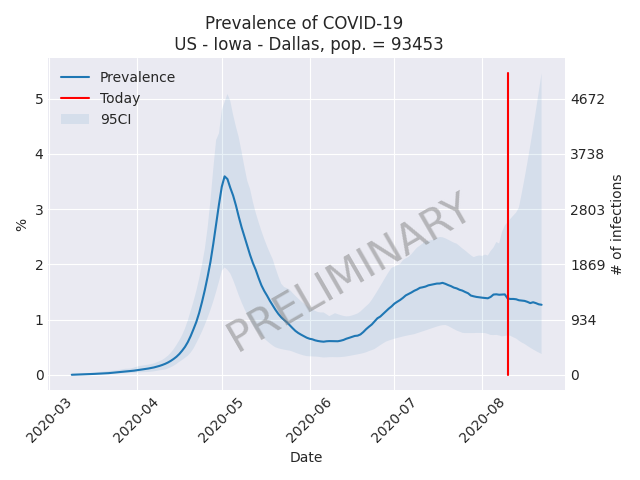 Prevalence of COVID-19
US - Iowa - Dallas, pop. = 93453
Prevalence
Today
95CI
5
4
3
2
1
0
%
4672
3738
2803
1869
934
0
# of infections
PRELIMINARY
2020-03
2020-04
2020-05
2020-06
2020-07
2020-08
Date